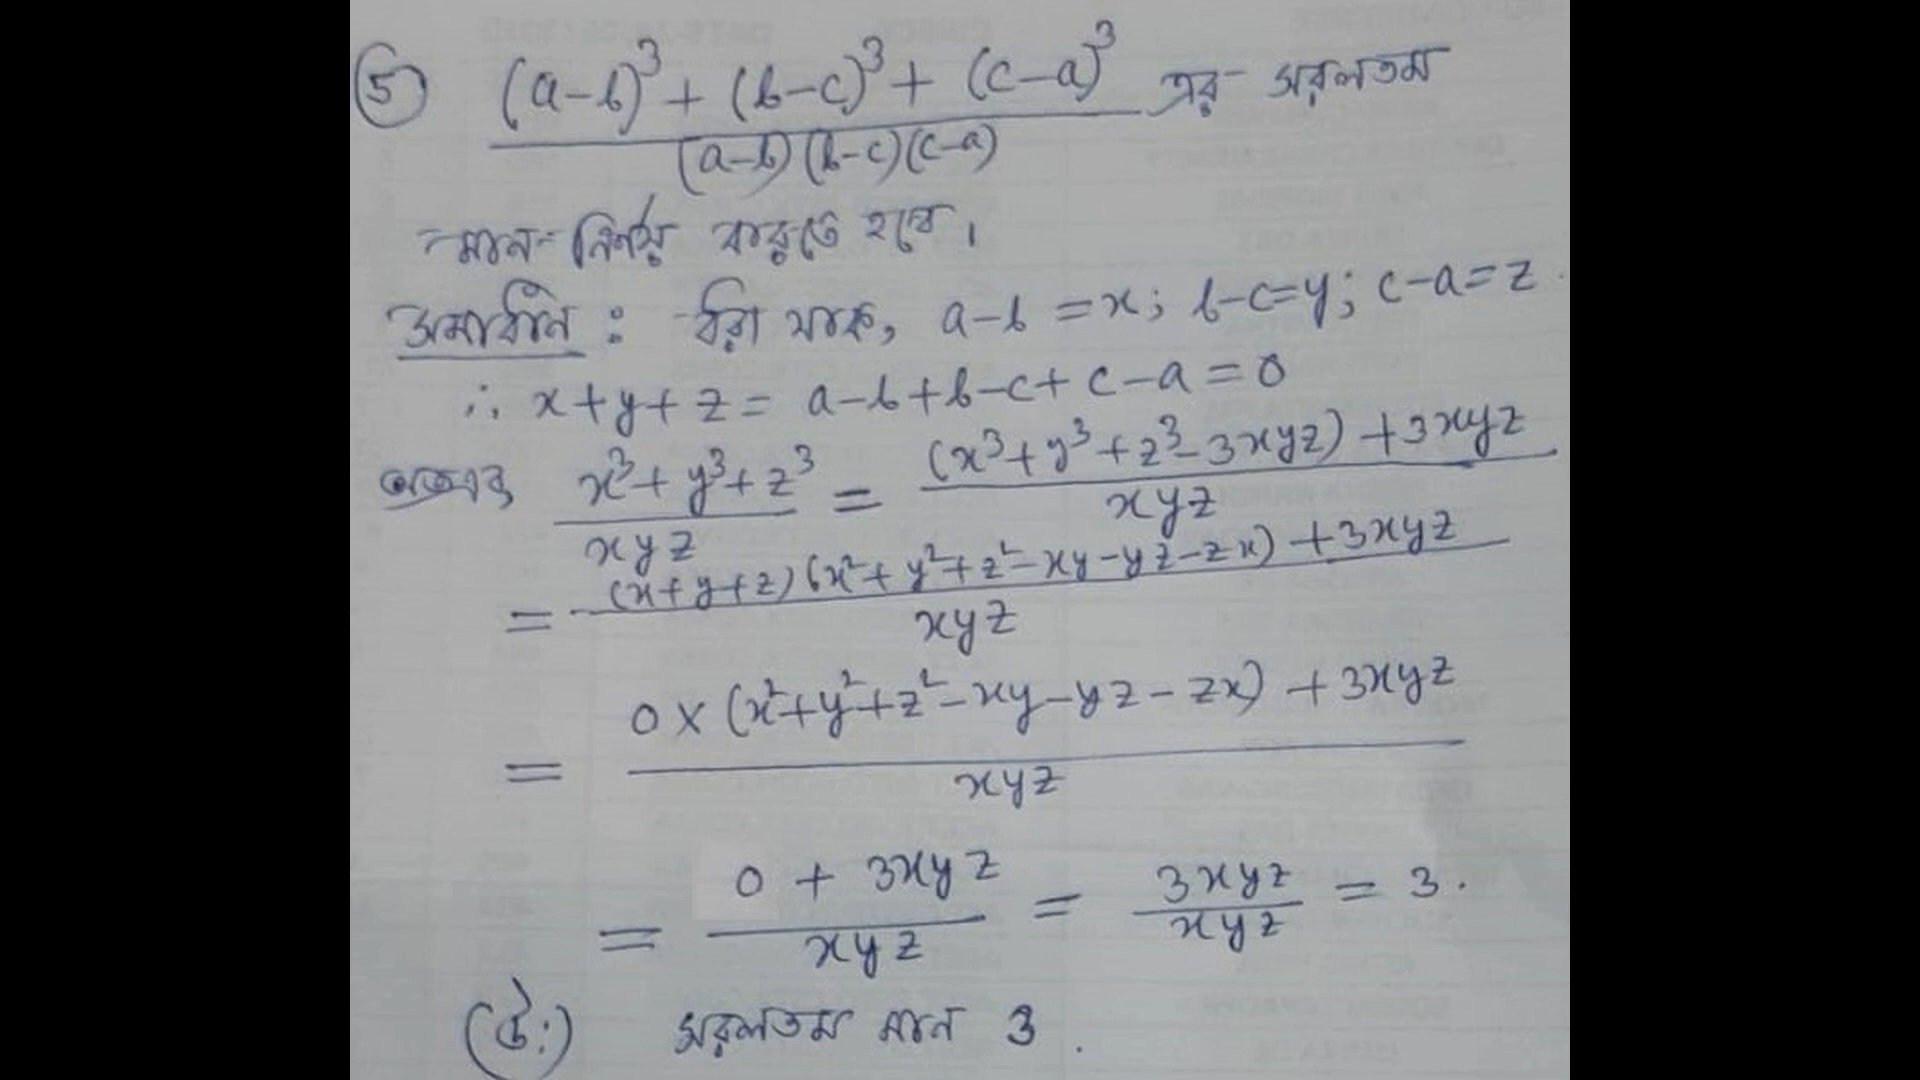 ⑤ (a-b)³ + (b-c)³ + (c-a)³ / (a-b)(b-c)(c-a) এর সরলতম
মান নির্ণয় করতে হবে।
সমাধান : ধরা যাক, a-b = x; b-c=y; c-a=z.
∴ x+y+z = a-b+b-c+c-a = 0
অতএব x³+y³+z³ / xyz = (x³+y³+z³-3xyz)+3xyz / xyz
= (x+y+z)(x²+y²+z²-xy-yz-zx)+3xyz / xyz
= 0×(x²+y²+z²-xy-yz-zx)+3xyz / xyz
= 0+3xyz / xyz = 3xyz / xyz = 3.
(উঃ) সরলতম মান 3.